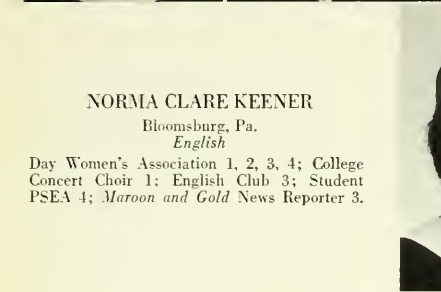 NORMA CLARE KEENER
Bloomsburg, Pa.
English
Day Women's Association 1, 2, 3, 4; College
Concert Choir 1; English Club 3; Student
PSEA 4; Maroon and Gold News Reporter 3.